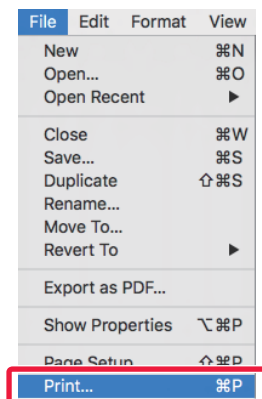 File Edit Format View
New ⌘N
Open... ⌘O
Open Recent ▶
Close ⌘W
Save... ⌘S
Duplicate ⇧⌘S
Rename...
Move To...
Revert To ▶
Export as PDF...
Show Properties ⌥⌘P
Page Setup ⇧⌘P
Print... ⌘P